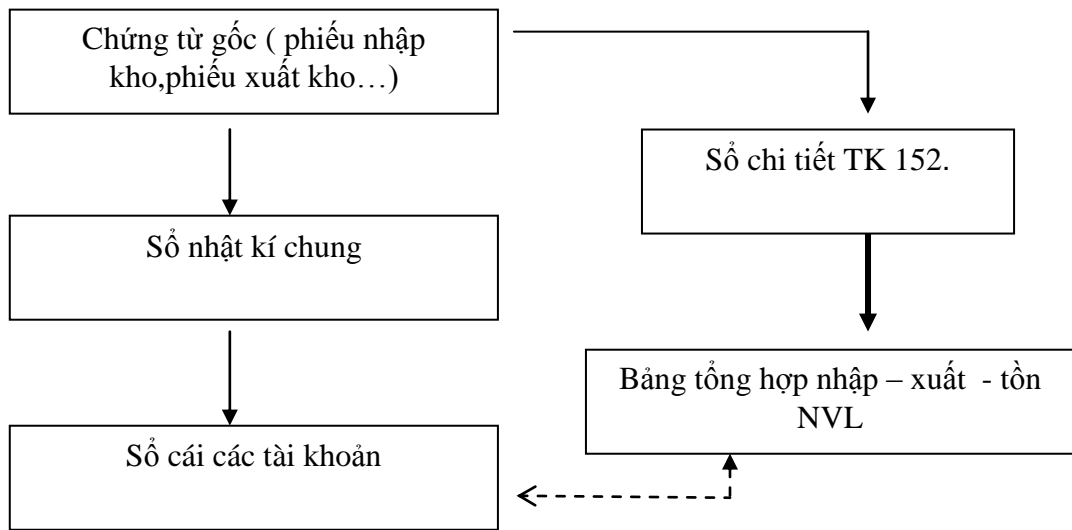 Chứng từ gốc ( phiếu nhập
kho,phiếu xuất kho…)
Sổ chi tiết TK 152.
Sổ nhật kí chung
Bảng tổng hợp nhập – xuất - tồn
NVL
Sổ cái các tài khoản